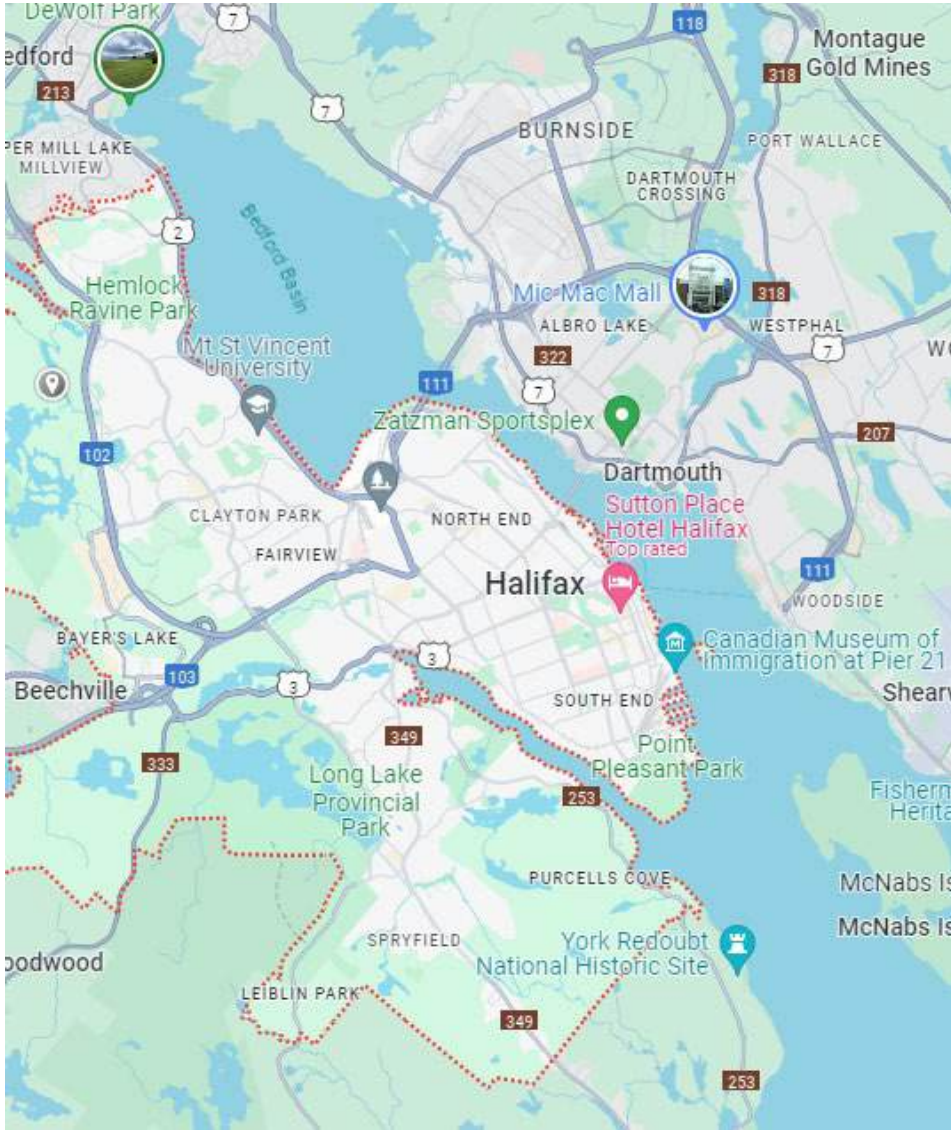 DeWolf Park
7
118
Montague
Gold Mines
edford
213
318
7
BURNSIDE
PER MILL LAKE
MILLVIEW
PORT WALLACE
DARTMOUTH
CROSSING
2
Bedford Basin
Hemlock
Ravine Park
Mic Mac Mall
318
ALBRO LAKE
WESTPHAL
Mt St Vincent
University
322
7
WO
111
7
Zatzman Sportsplex
207
102
Dartmouth
Sutton Place
Hotel Halifax
Top rated
CLAYTON PARK
NORTH END
FAIRVIEW
Halifax
111
WOODSIDE
BAYER'S LAKE
Canadian Museum of
Immigration at Pier 21
3
103
3
Beechville
SOUTH END
Shearw
349
Point
Pleasant Park
333
Long Lake
Provincial
Park
253
Fishern
Herita
PURCELLS COVE
McNabs Is
McNabs Is
SPRYFIELD
York Redoubt
National Historic Site
oodwood
LEIBLIN PARK
349
253